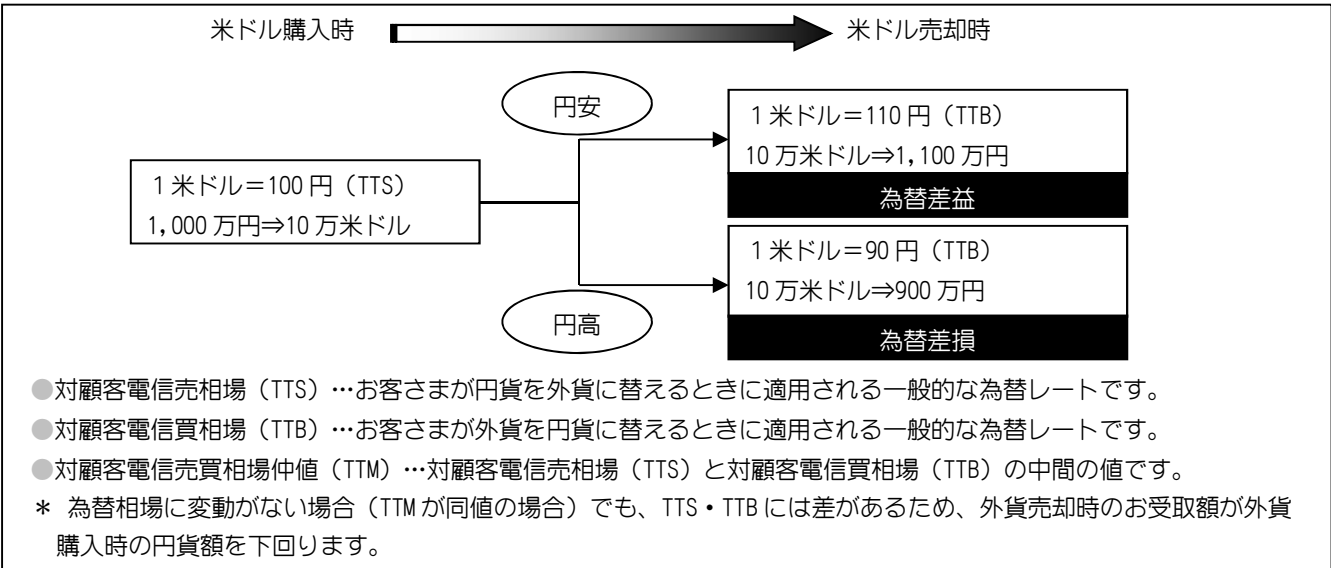 米ドル購入時
米ドル売却時
円安
1米ドル＝110円（TTB）
10万米ドル⇒1,100万円
為替差益
1米ドル＝100円（TTS）
1,000万円⇒10万米ドル
1米ドル＝90円（TTB）
10万米ドル⇒900万円
為替差損
円高
●対顧客電信売相場（TTS）…お客さまが円貨を外貨に替えるときに適用される一般的な為替レートです。
●対顧客電信買相場（TTB）…お客さまが外貨を円貨に替えるときに適用される一般的な為替レートです。
●対顧客電信売買相場仲値（TTM）…対顧客電信売相場（TTS）と対顧客電信買相場（TTB）の中間の値です。
＊ 為替相場に変動がない場合（TTMが同値の場合）でも、TTS・TTBには差があるため、外貨売却時のお受取額が外貨
購入時の円貨額を下回ります。